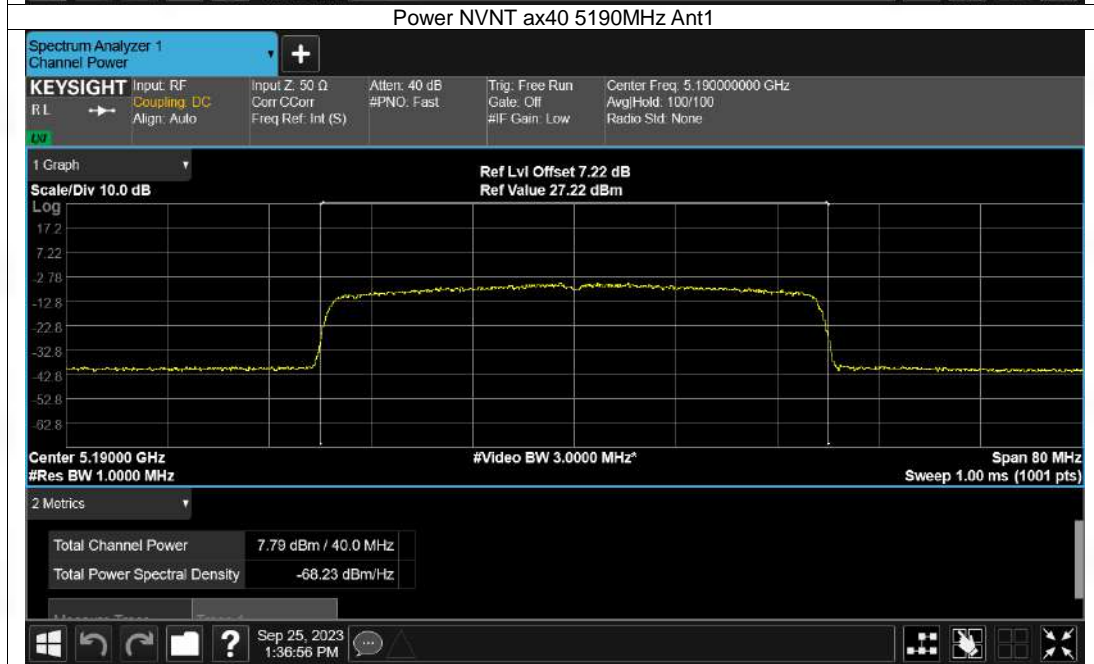 Power NVNT ax40 5190MHz Ant1
Spectrum Analyzer 1
Channel Power
+
KEYSIGHT Input: RF Input Z: 50 Ω Atten: 40 dB Trig: Free Run Center Freq: 5.190000000 GHz
RL Coupling: DC Corr CCorr #PNO: Fast Gate: Off Avg|Hold: 100/100
Align: Auto Freq Ref: Int (S) #IF Gain: Low Radio Std: None
LXI
1 Graph
Ref Lvl Offset 7.22 dB
Scale/Div 10.0 dB Ref Value 27.22 dBm
Log
17.2
7.22
-2.78
-12.8
-22.8
-32.8
-42.8
-52.8
-62.8
Center 5.19000 GHz #Video BW 3.0000 MHz* Span 80 MHz
#Res BW 1.0000 MHz Sweep 1.00 ms (1001 pts)
2 Metrics
Total Channel Power 7.79 dBm / 40.0 MHz
Total Power Spectral Density -68.23 dBm/Hz
? Sep 25, 2023
1:36:56 PM